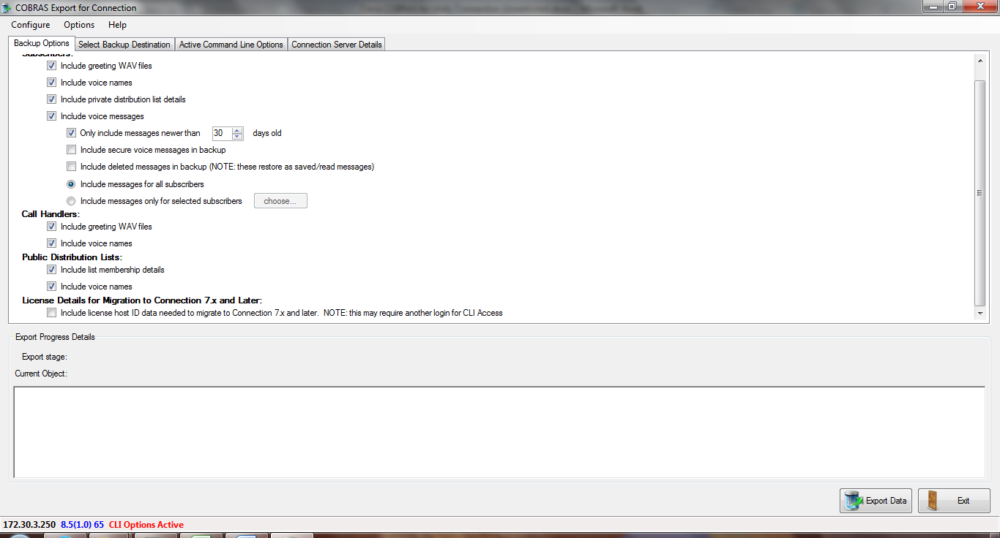 COBRAS Export for Connection
Configure Options Help
Backup Options Select Backup Destination Active Command Line Options Connection Server Details
Subscribers:
Include greeting WAV files
Include voice names
Include private distribution list details
Include voice messages
Only include messages newer than 30 days old
Include secure voice messages in backup
Include deleted messages in backup (NOTE: these restore as saved/read messages)
Include messages for all subscribers
Include messages only for selected subscribers choose...
Call Handlers:
Include greeting WAV files
Include voice names
Public Distribution Lists:
Include list membership details
Include voice names
License Details for Migration to Connection 7.x and Later:
Include license host ID data needed to migrate to Connection 7.x and later. NOTE: this may require another login for CLI Access
Export Progress Details
Export stage:
Current Object:
Export Data Exit
172.30.3.250 8.5(1.0) 65 CLI Options Active